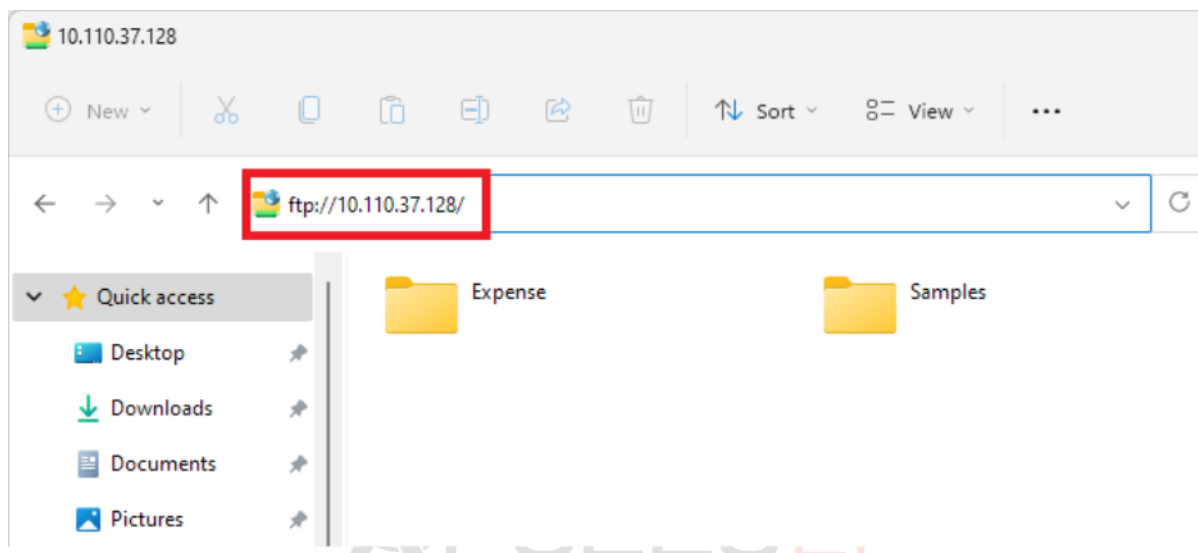 10.110.37.128
New
Sort
View
ftp://10.110.37.128/
Quick access
Expense
Samples
Desktop
Downloads
Documents
Pictures